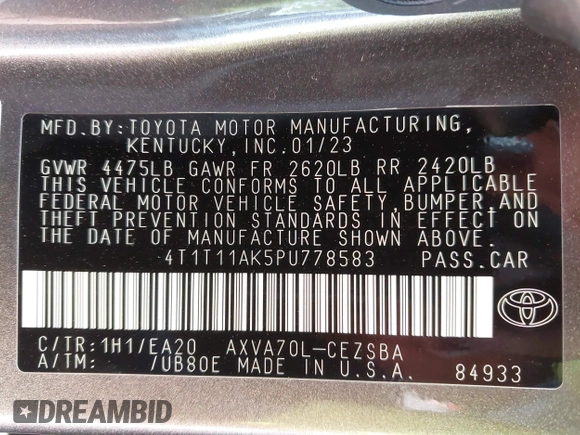 MFD.BY:TOYOTA MOTOR MANUFACTURING,
KENTUCKY,INC.01/23
GVWR 4475LB GAWR FR 2620LB RR 2420LB
THIS VEHICLE CONFORMS TO ALL APPLICABLE
FEDERAL MOTOR VEHICLE SAFETY,BUMPER,AND
THEFT PREVENTION STANDARDS IN EFFECT ON
THE DATE OF MANUFACTURE SHOWN ABOVE.
4T1T11AK5PU778583 PASS.CAR
C/TR:1H1/EA20 AXVA70L-CEZSBA
A/TM: /UB80E MADE IN U.S.A. 84933
DREAMBID